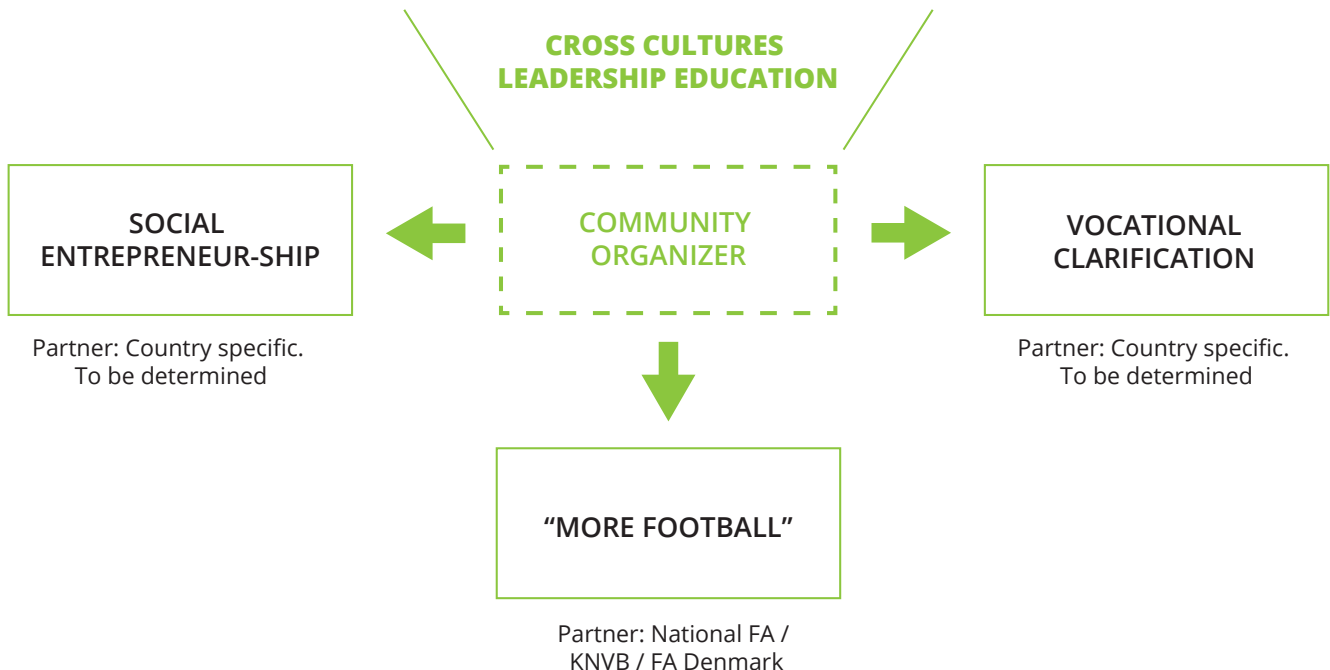 CROSS CULTURES
LEADERSHIP EDUCATION
SOCIAL
ENTREPRENEUR-SHIP
COMMUNITY
ORGANIZER
VOCATIONAL
CLARIFICATION
Partner: Country specific.
To be determined
Partner: Country specific.
To be determined
“MORE FOOTBALL”
Partner: National FA /
KNVB / FA Denmark